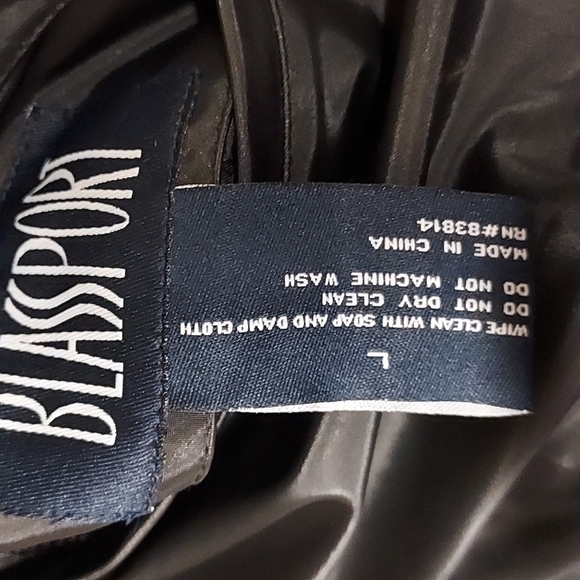 BLASSPORT
L
WIPE CLEAN WITH SOAP AND DAMP CLOTH
DO NOT DRY CLEAN
DO NOT MACHINE WASH
MADE IN CHINA
RN#83814